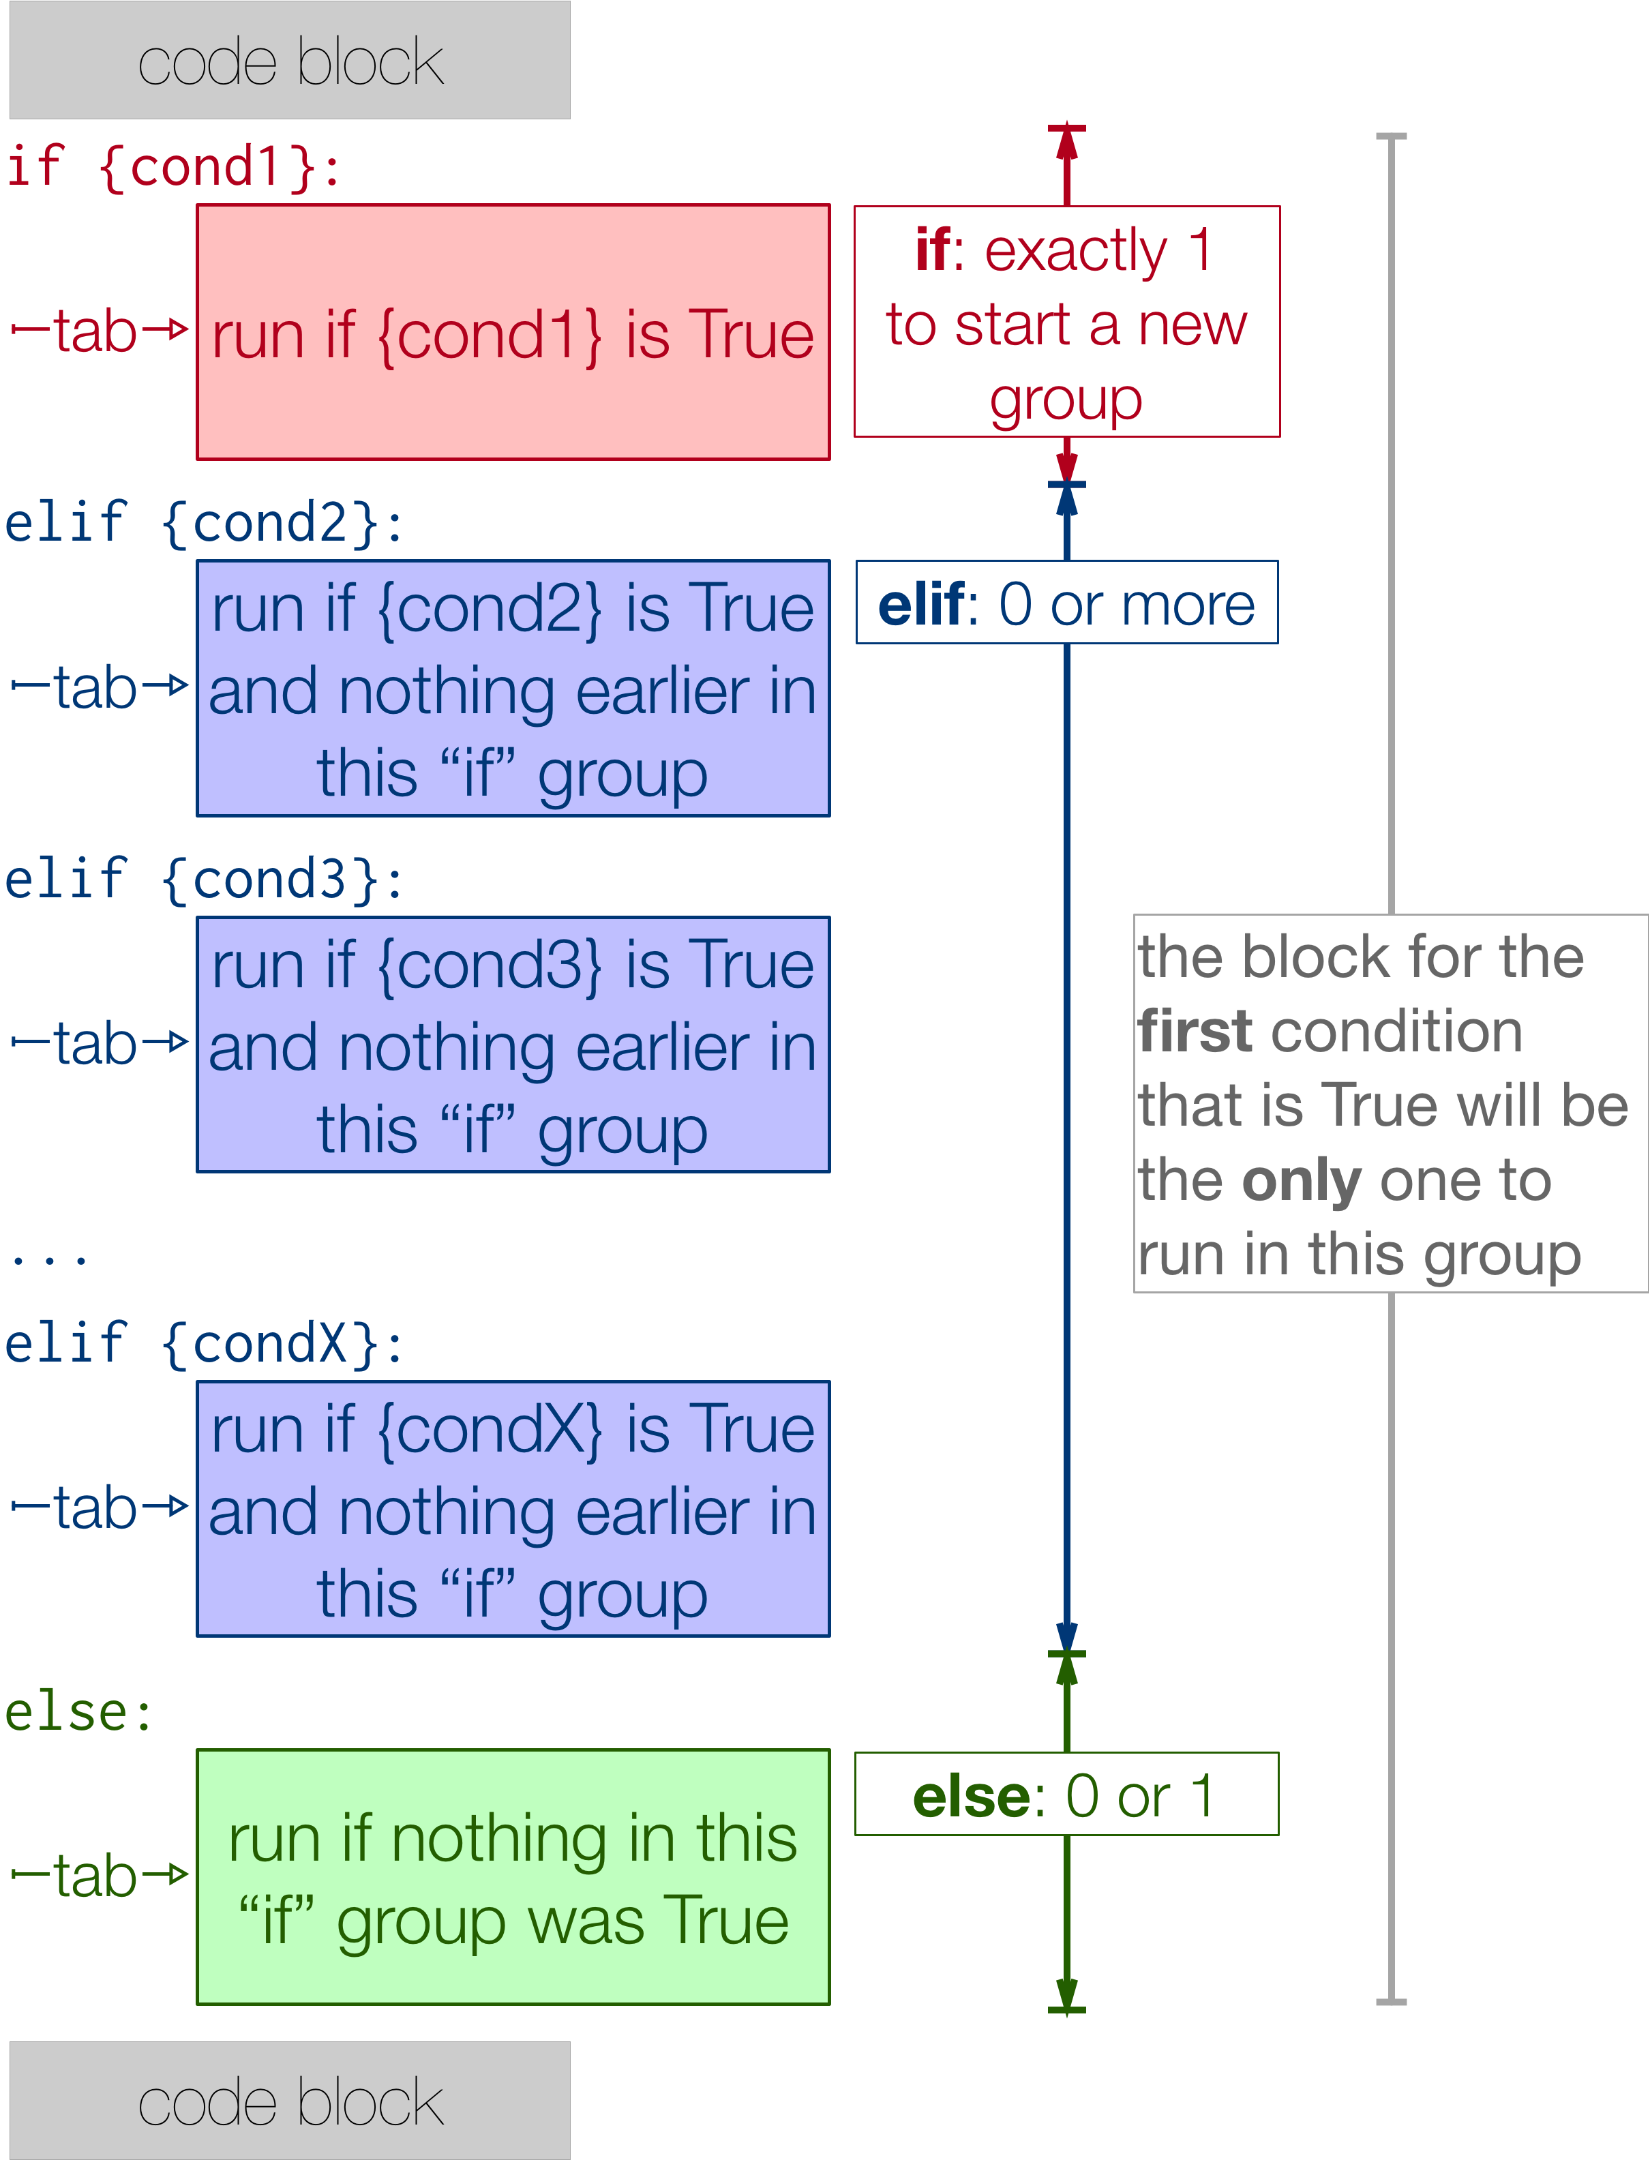 code block
if {cond1}:
tab
run if {cond1} is True
if: exactly 1
to start a new
group
elif {cond2}:
tab
run if {cond2} is True
and nothing earlier in
this “if” group
elif: 0 or more
elif {cond3}:
tab
run if {cond3} is True
and nothing earlier in
this “if” group
the block for the
first condition
that is True will be
the only one to
run in this group
...
elif {condX}:
tab
run if {condX} is True
and nothing earlier in
this “if” group
else:
tab
run if nothing in this
“if” group was True
else: 0 or 1
code block